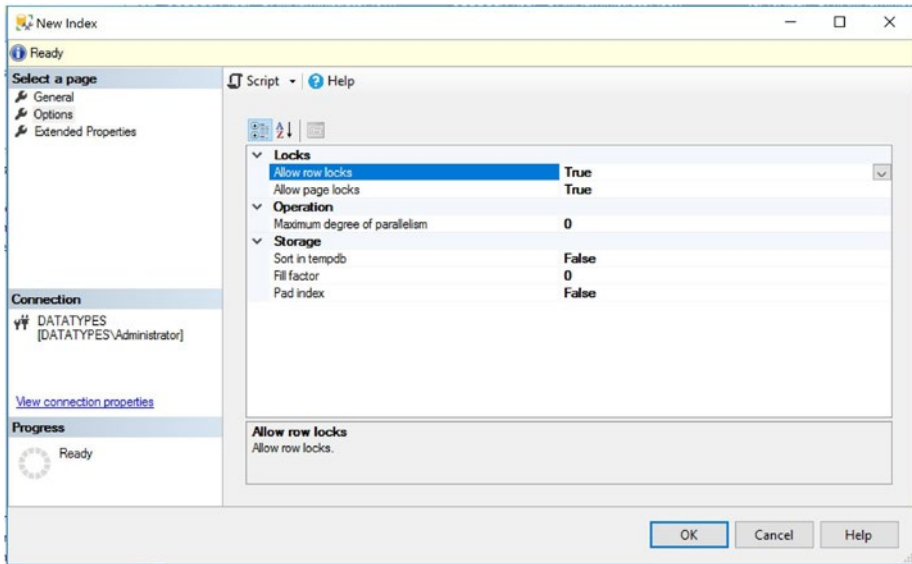 New Index
Ready
Select a page
General
Options
Extended Properties
Script
Help
Locks
Allow row locks True
Allow page locks True
Operation
Maximum degree of parallelism 0
Storage
Sort in tempdb False
Fill factor 0
Pad index False
Connection
DATATYPES
[DATATYPES\Administrator]
View connection properties
Progress
Ready
Allow row locks
Allow row locks.
OK
Cancel
Help